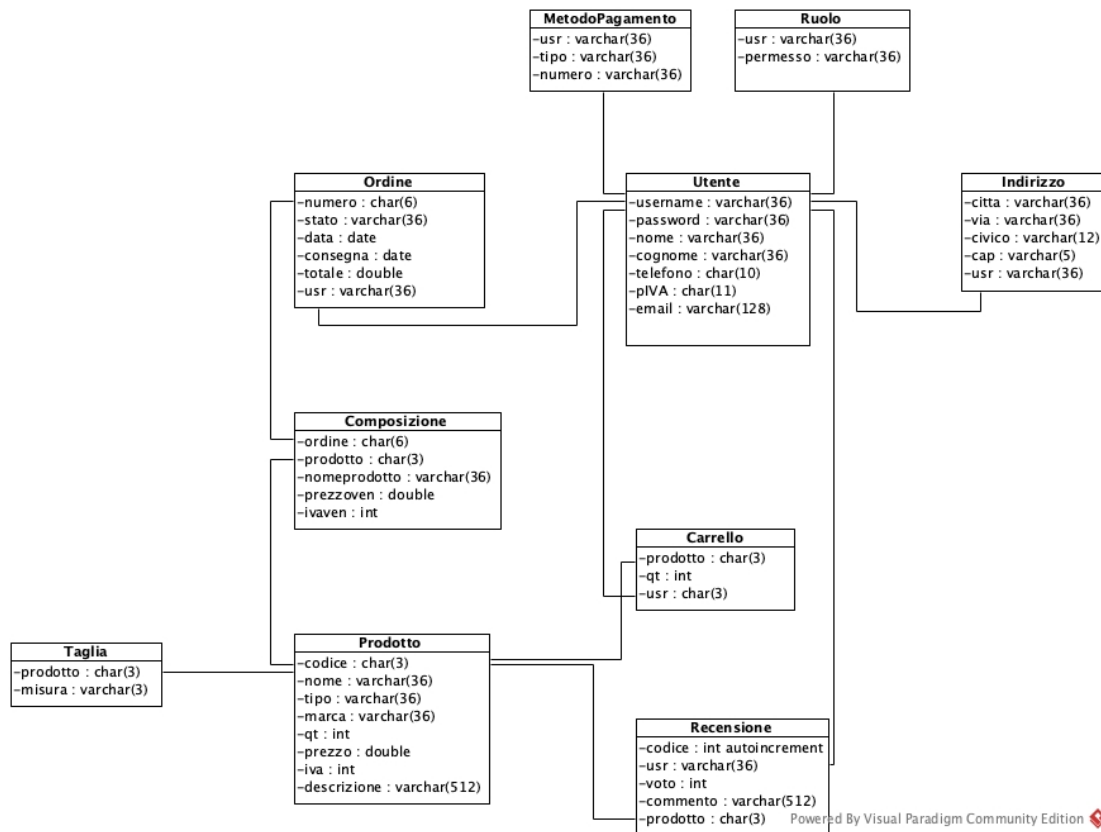 MetodoPagamento
-usr : varchar(36)
-tipo : varchar(36)
-numero : varchar(36)
Ruolo
-usr : varchar(36)
-permesso : varchar(36)
Ordine
-numero : char(6)
-stato : varchar(36)
-data : date
-consegna : date
-totale : double
-usr : varchar(36)
Utente
-username : varchar(36)
-password : varchar(36)
-nome : varchar(36)
-cognome : varchar(36)
-telefono : char(10)
-pIVA : char(11)
-email : varchar(128)
Indirizzo
-citta : varchar(36)
-via : varchar(36)
-civico : varchar(12)
-cap : varchar(5)
-usr : varchar(36)
Composizione
-ordine : char(6)
-prodotto : char(3)
-nomeprodotto : varchar(36)
-prezzoven : double
-ivaven : int
Carrello
-prodotto : char(3)
-qt : int
-usr : char(3)
Taglia
-prodotto : char(3)
-misura : varchar(3)
Prodotto
-codice : char(3)
-nome : varchar(36)
-tipo : varchar(36)
-marca : varchar(36)
-qt : int
-prezzo : double
-iva : int
-descrizione : varchar(512)
Recensione
-codice : int autoincrement
-usr : varchar(36)
-voto : int
-commento : varchar(512)
-prodotto : char(3)
Powered By Visual Paradigm Community Edition